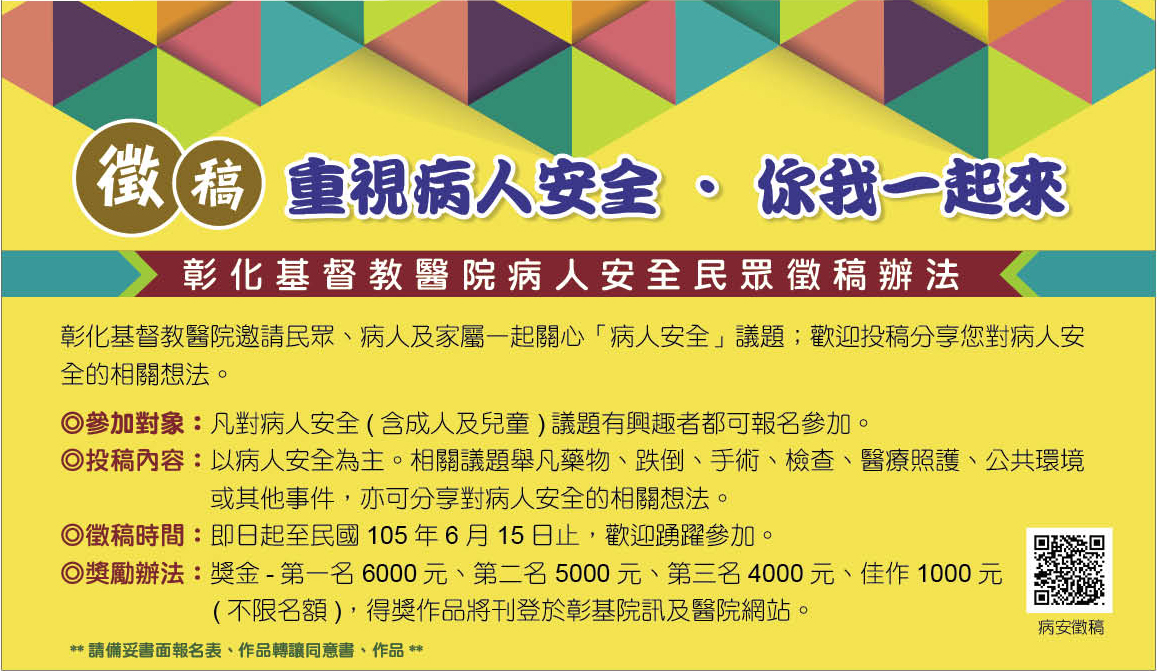 徵稿 重視病人安全・你我一起來
彰化基督教醫院病人安全民眾徵稿辦法
彰化基督教醫院邀請民眾、病人及家屬一起關心「病人安全」議題；歡迎投稿分享您對病人安
全的相關想法。
◎參加對象：凡對病人安全(含成人及兒童)議題有興趣者都可報名參加。
◎投稿內容：以病人安全為主。相關議題舉凡藥物、跌倒、手術、檢查、醫療照護、公共環境
或其他事件，亦可分享對病人安全的相關想法。
◎徵稿時間：即日起至民國 105 年 6 月 15 日止，歡迎踴躍參加。
◎獎勵辦法：獎金 - 第一名 6000 元、第二名 5000 元、第三名 4000 元、佳作 1000 元
(不限名額)，得獎作品將刊登於彰基院訊及醫院網站。
病安徵稿
** 請備妥書面報名表、作品轉讓同意書、作品 **